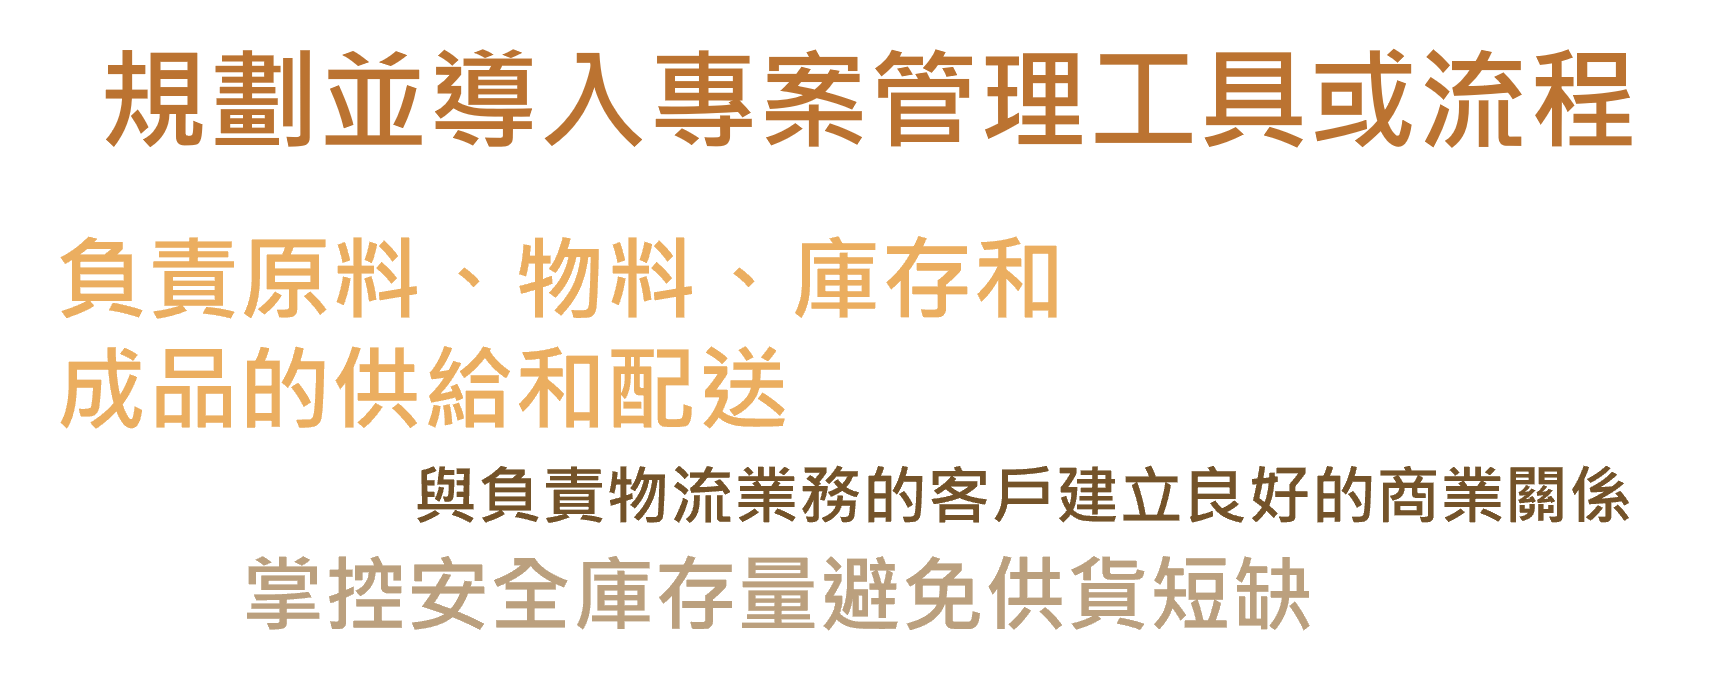 規劃並導入專案管理工具或流程
負責原料、物料、庫存和
成品的供給和配送
與負責物流業務的客戶建立良好的商業關係
掌控安全庫存量避免供貨短缺